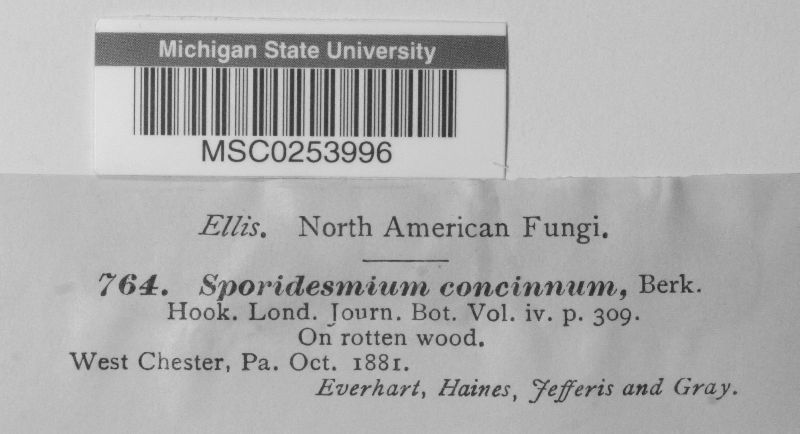 Michigan State University
MSC0253996
Ellis. North American Fungi.
764. Sporidesmium concinnum, Berk.
Hook. Lond. Journ. Bot. Vol. iv. p. 309.
On rotten wood.
West Chester, Pa. Oct. 1881.
Everhart, Haines, Jefferis and Gray.